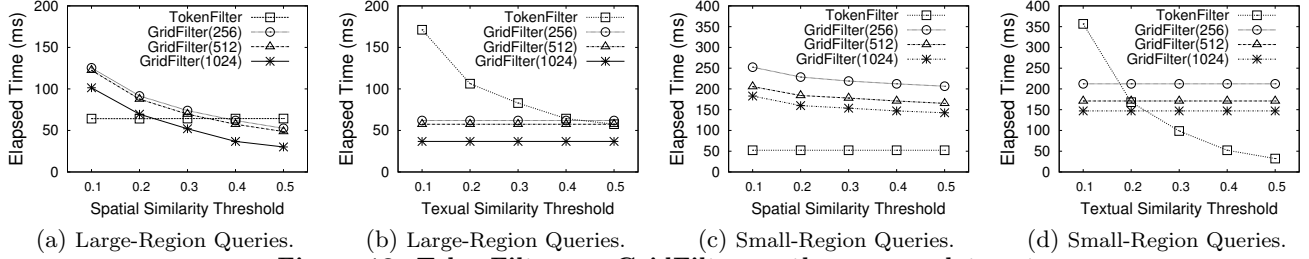 Elapsed Time (ms)
200
150
100
50
0
TokenFilter
GridFilter(256)
GridFilter(512)
GridFilter(1024)
0.1 0.2 0.3 0.4 0.5
Spatial Similarity Threshold
(a) Large-Region Queries.
Elapsed Time (ms)
200
150
100
50
0
TokenFilter
GridFilter(256)
GridFilter(512)
GridFilter(1024)
0.1 0.2 0.3 0.4 0.5
Textual Similarity Threshold
(b) Large-Region Queries.
Elapsed Time (ms)
400
350
300
250
200
150
100
50
0
TokenFilter
GridFilter(256)
GridFilter(512)
GridFilter(1024)
0.1 0.2 0.3 0.4 0.5
Spatial Similarity Threshold
(c) Small-Region Queries.
Elapsed Time (ms)
400
350
300
250
200
150
100
50
0
TokenFilter
GridFilter(256)
GridFilter(512)
GridFilter(1024)
0.1 0.2 0.3 0.4 0.5
Textual Similarity Threshold
(d) Small-Region Queries.